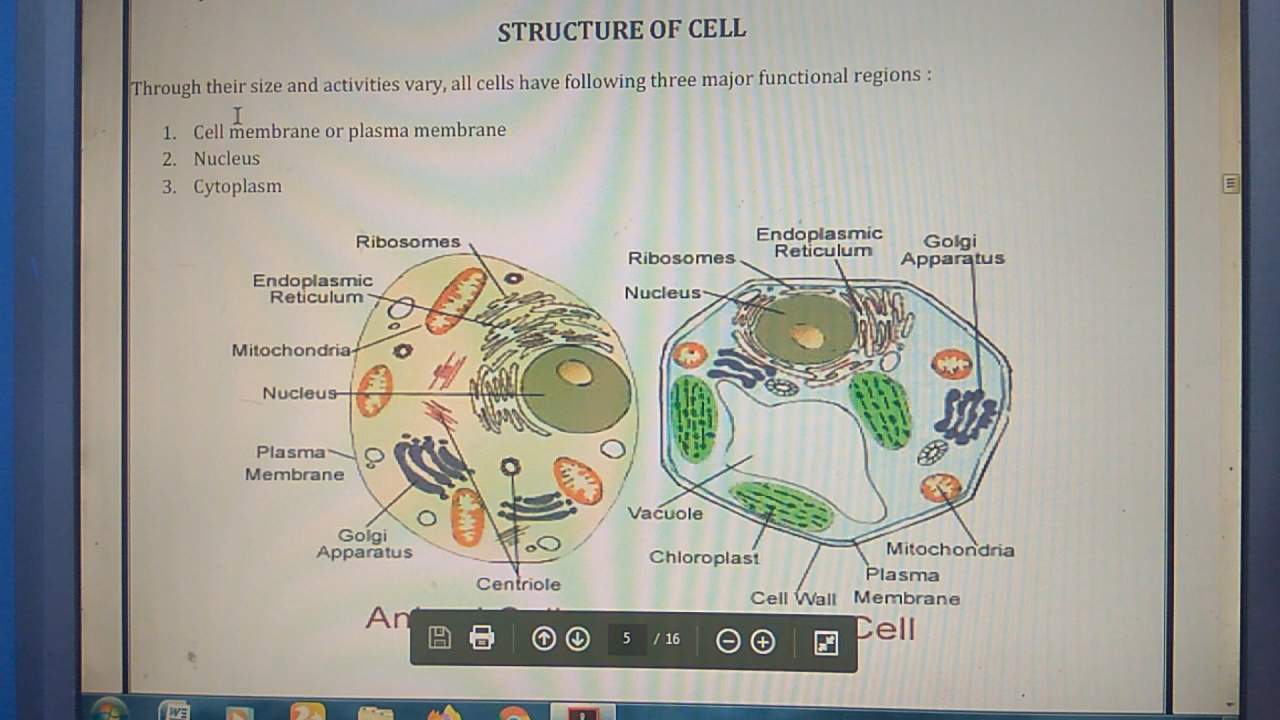 STRUCTURE OF CELL
Through their size and activities vary, all cells have following three major functional regions :
1. Cell membrane or plasma membrane
2. Nucleus
3. Cytoplasm
Ribosomes
Endoplasmic
Reticulum
Mitochondria
Nucleus
Plasma
Membrane
Golgi
Apparatus
Centriole
Endoplasmic
Reticulum
Golgi
Apparatus
Ribosomes
Nucleus
Vacuole
Chloroplast
Cell Wall
Plasma
Membrane
Mitochondria
Cell
5 / 16